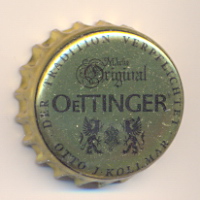 DER TRADITION VERPFLICHTET
Original
OETTINGER
OTTO J KOLLMAR